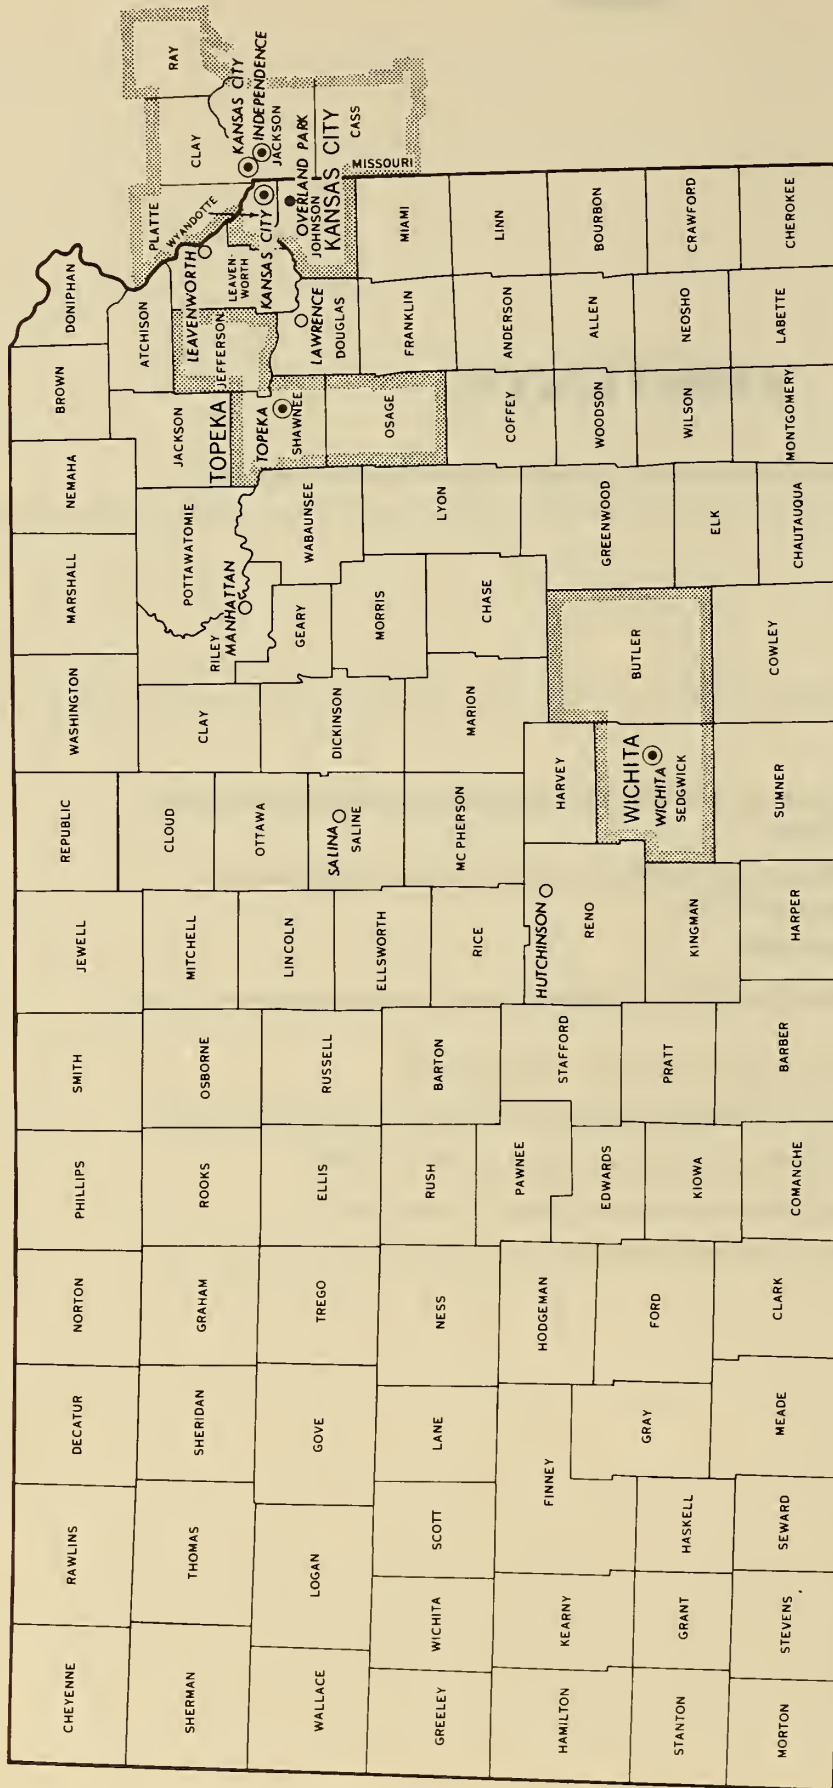 CHEYENNE
RAWLINS
DECATUR
NORTON
PHILLIPS
SMITH
JEWELL
REPUBLIC
WASHINGTON
MARSHALL
NEMAHA
BROWN
DONIPHAN
SHERMAN
THOMAS
SHERIDAN
GRAHAM
ROOKS
OSBORNE
MITCHELL
CLOUD
CLAY
RILEY
MANHATTAN
POTTAWATOMIE
JACKSON
ATCHISON
OTTAWA
LINCOLN
WALLACE
LOGAN
GOVE
TREGO
ELLIS
RUSSELL
ELLSWORTH
SALINA
SALINE
DICKINSON
GEARY
MORRIS
WABAUNSEE
TOPEKA
TOPEKA
SHAWNEE
JEFFERSON
LEAVENWORTH
LEAVEN-
WORTH
WYANDOTTE
KANSAS CITY
LAWRENCE
DOUGLAS
OVERLAND PARK
JOHNSON
KANSAS CITY
PLATTE
CLAY
RAY
KANSAS CITY
INDEPENDENCE
JACKSON
CASS
MISSOURI
GREELEY
WICHITA
SCOTT
LANE
NESS
RUSH
BARTON
RICE
MC PHERSON
MARION
CHASE
LYON
OSAGE
FRANKLIN
MIAMI
HAMILTON
KEARNY
FINNEY
HODGEMAN
PAWNEE
STAFFORD
HUTCHINSON
RENO
HARVEY
BUTLER
GREENWOOD
COFFEY
ANDERSON
LINN
GRAY
FORD
EDWARDS
WICHITA
WICHITA
SEDGWICK
WOODSON
ALLEN
BOURBON
STANTON
GRANT
HASKELL
KIOWA
PRATT
KINGMAN
ELK
WILSON
NEOSHO
CRAWFORD
MORTON
STEVENS
SEWARD
MEADE
CLARK
COMANCHE
BARBER
HARPER
SUMNER
COWLEY
CHAUTAUQUA
MONTGOMERY
LABETTE
CHEROKEE